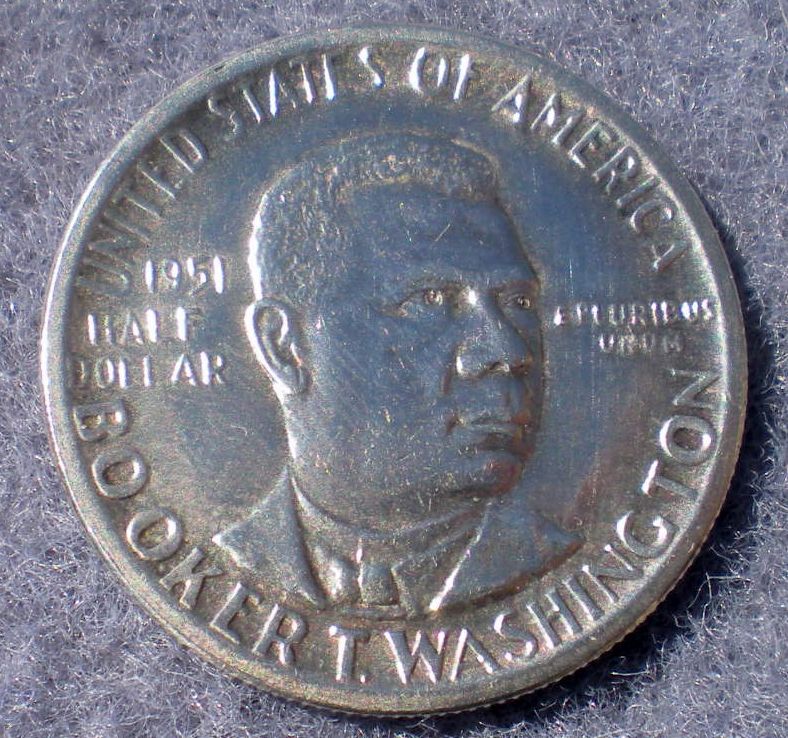 UNITED STATES OF AMERICA
1951
HALF
DOLLAR
E PLURIBUS
UNUM
BOOKER T. WASHINGTON